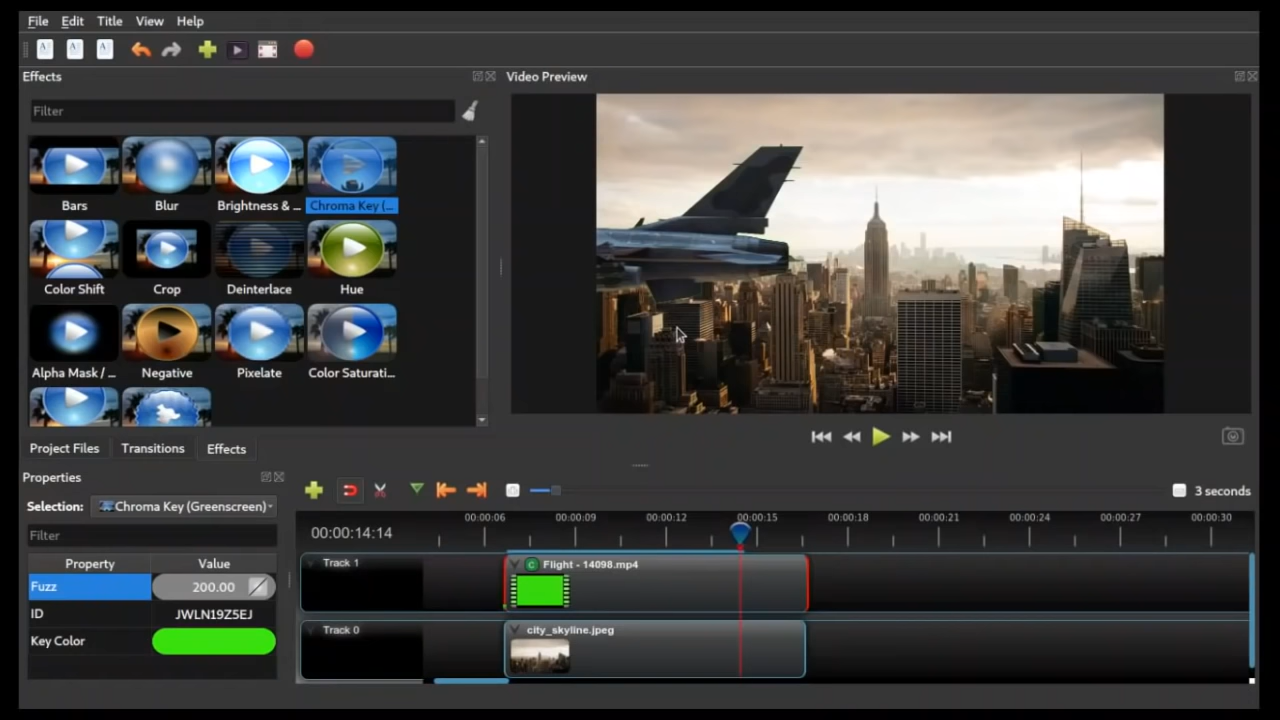 File Edit Title View Help
Effects
Video Preview
Filter
Bars Blur Brightness & ... Chroma Key (...
Color Shift Crop Deinterlace Hue
Alpha Mask / ... Negative Pixelate Color Saturati...
Project Files Transitions Effects
Properties
Selection: Chroma Key (Greenscreen)
3 seconds
Filter
00:00:14:14
00:00:06 00:00:09 00:00:12 00:00:15 00:00:18 00:00:21 00:00:24 00:00:27 00:00:30
Property Value
Fuzz 200.00
ID JWLN19Z5EJ
Key Color
Track 1
C Flight - 14098.mp4
Track 0
city_skyline.jpeg